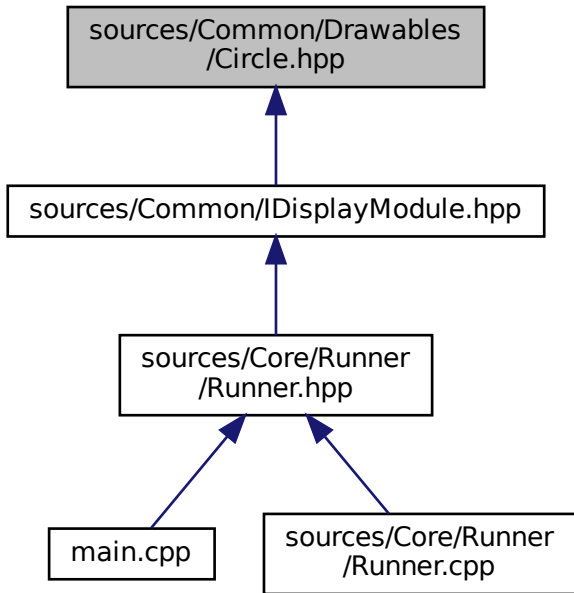 sources/Common/Drawables
/Circle.hpp
sources/Common/IDisplayModule.hpp
sources/Core/Runner
/Runner.hpp
main.cpp
sources/Core/Runner
/Runner.cpp